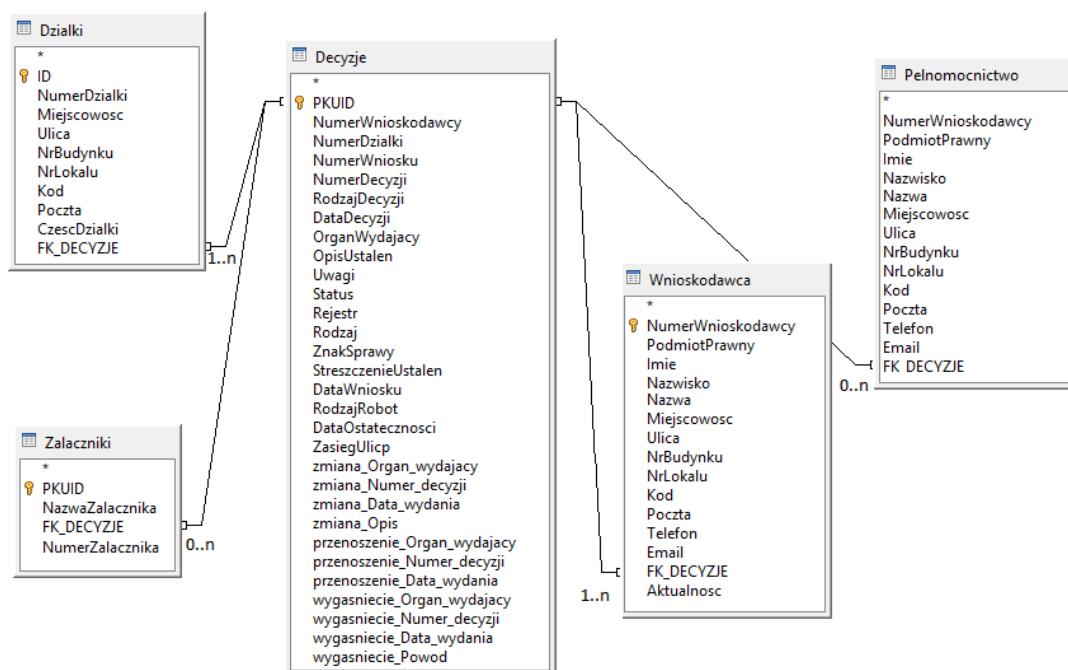 Dzialki
*
ID
NumerDzialki
Miejscowosc
Ulica
NrBudynku
NrLokalu
Kod
Poczta
CzescDzialki
FK_DECYZJE
1..n
Zalaczniki
*
PKUID
NazwaZalacznika
FK_DECYZJE
NumerZalacznika
0..n
Decyzje
*
PKUID
NumerWnioskodawcy
NumerDzialki
NumerWniosku
NumerDecyzji
RodzajDecyzji
DataDecyzji
OrganWydajacy
OpisUstalen
Uwagi
Status
Rejestr
Rodzaj
ZnakSprawy
StreszczenieUstalen
DataWniosku
RodzajRobot
DataOstatecznosci
ZasiegUlicp
zmiana_Organ_wydajacy
zmiana_Numer_decyzji
zmiana_Data_wydania
zmiana_Opis
przenoszenie_Organ_wydajacy
przenoszenie_Numer_decyzji
przenoszenie_Data_wydania
wygasniecie_Organ_wydajacy
wygasniecie_Numer_decyzji
wygasniecie_Data_wydania
wygasniecie_Powod
Wnioskodawca
*
NumerWnioskodawcy
PodmiotPrawny
Imie
Nazwisko
Nazwa
Miejscowosc
Ulica
NrBudynku
NrLokalu
Kod
Poczta
Telefon
Email
FK_DECYZJE
Aktualnosc
1..n
Pelnomocnictwo
*
NumerWnioskodawcy
PodmiotPrawny
Imie
Nazwisko
Nazwa
Miejscowosc
Ulica
NrBudynku
NrLokalu
Kod
Poczta
Telefon
Email
FK_DECYZJE
0..n